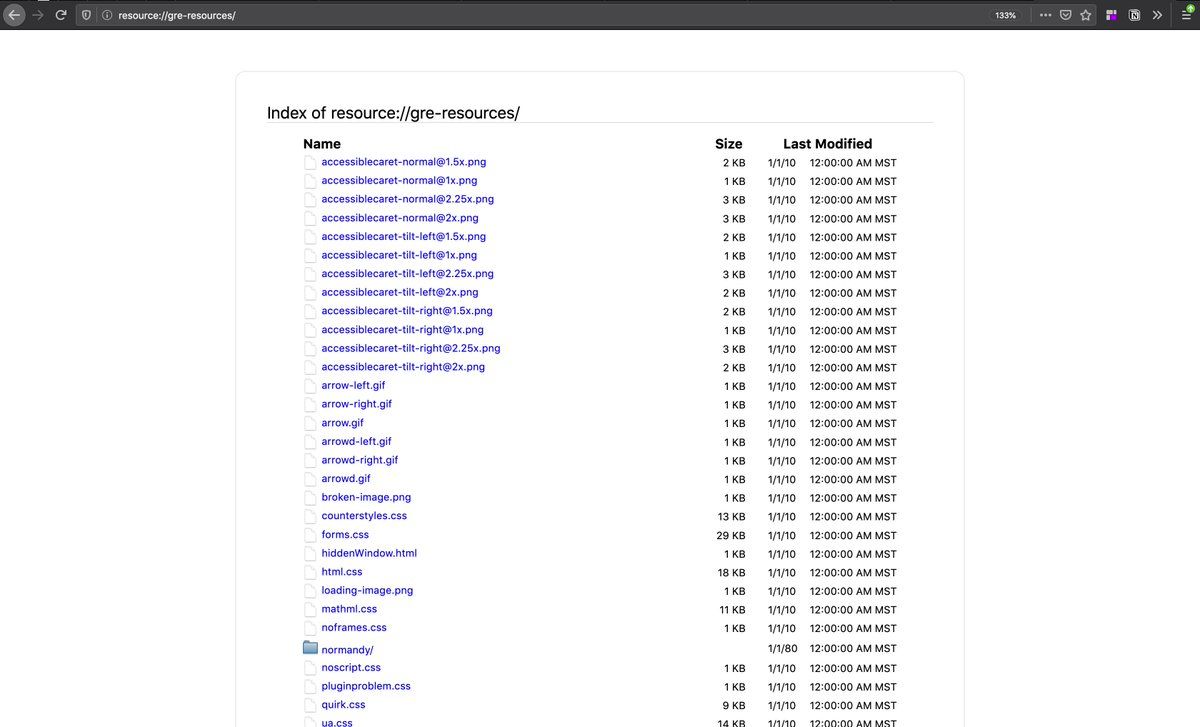 resource://gre-resources/ 133%
Index of resource://gre-resources/
Name Size Last Modified
accessiblecaret-normal@1.5x.png 2 KB 1/1/10 12:00:00 AM MST
accessiblecaret-normal@1x.png 1 KB 1/1/10 12:00:00 AM MST
accessiblecaret-normal@2.25x.png 3 KB 1/1/10 12:00:00 AM MST
accessiblecaret-normal@2x.png 3 KB 1/1/10 12:00:00 AM MST
accessiblecaret-tilt-left@1.5x.png 2 KB 1/1/10 12:00:00 AM MST
accessiblecaret-tilt-left@1x.png 1 KB 1/1/10 12:00:00 AM MST
accessiblecaret-tilt-left@2.25x.png 3 KB 1/1/10 12:00:00 AM MST
accessiblecaret-tilt-left@2x.png 2 KB 1/1/10 12:00:00 AM MST
accessiblecaret-tilt-right@1.5x.png 2 KB 1/1/10 12:00:00 AM MST
accessiblecaret-tilt-right@1x.png 1 KB 1/1/10 12:00:00 AM MST
accessiblecaret-tilt-right@2.25x.png 3 KB 1/1/10 12:00:00 AM MST
accessiblecaret-tilt-right@2x.png 2 KB 1/1/10 12:00:00 AM MST
arrow-left.gif 1 KB 1/1/10 12:00:00 AM MST
arrow-right.gif 1 KB 1/1/10 12:00:00 AM MST
arrow.gif 1 KB 1/1/10 12:00:00 AM MST
arrowd-left.gif 1 KB 1/1/10 12:00:00 AM MST
arrowd-right.gif 1 KB 1/1/10 12:00:00 AM MST
arrowd.gif 1 KB 1/1/10 12:00:00 AM MST
broken-image.png 1 KB 1/1/10 12:00:00 AM MST
counterstyles.css 13 KB 1/1/10 12:00:00 AM MST
forms.css 29 KB 1/1/10 12:00:00 AM MST
hiddenWindow.html 1 KB 1/1/10 12:00:00 AM MST
html.css 18 KB 1/1/10 12:00:00 AM MST
loading-image.png 1 KB 1/1/10 12:00:00 AM MST
mathml.css 11 KB 1/1/10 12:00:00 AM MST
noframes.css 1 KB 1/1/10 12:00:00 AM MST
normandy/ 1/1/80 12:00:00 AM MST
noscript.css 1 KB 1/1/10 12:00:00 AM MST
pluginproblem.css 1 KB 1/1/10 12:00:00 AM MST
quirk.css 9 KB 1/1/10 12:00:00 AM MST
ua.css 14 KB 1/1/10 12:00:00 AM MST